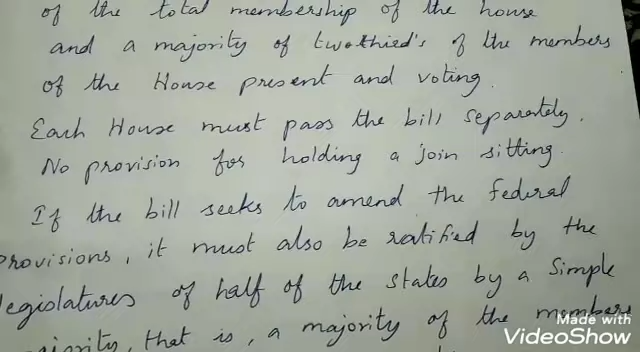 of the total membership of the house
and a majority of twothied's of the members
of the House present and voting.
Each House must pass the bill separately.
No provision for holding a join sitting.
If the bill seeks to amend the federal
provisions, it must also be ratified by the
legislatures of half of the states by a Simple
majority, that is, a majority of the members
Made with
VideoShow